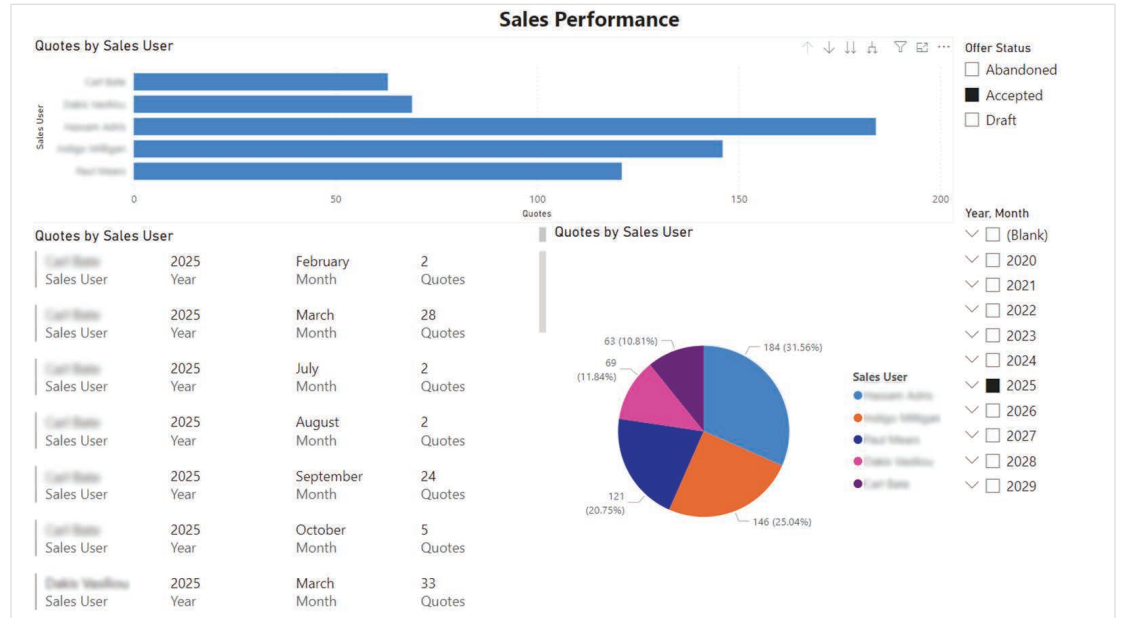 Sales Performance
Quotes by Sales User
Sales User
0 50 100 150 200
Quotes
Offer Status
Abandoned
Accepted
Draft
Year, Month
(Blank)
2020
2021
2022
2023
2024
2025
2026
2027
2028
2029
Quotes by Sales User
2025 February 2
Sales User Year Month Quotes
2025 March 28
Sales User Year Month Quotes
2025 July 2
Sales User Year Month Quotes
2025 August 2
Sales User Year Month Quotes
2025 September 24
Sales User Year Month Quotes
2025 October 5
Sales User Year Month Quotes
2025 March 33
Sales User Year Month Quotes
Quotes by Sales User
63 (10.81%)
184 (31.56%)
69
(11.84%)
121
(20.75%)
146 (25.04%)
Sales User